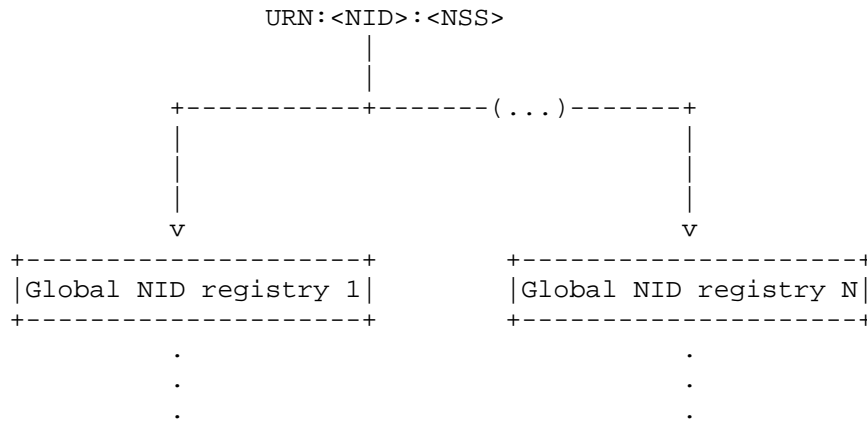 URN:<NID>:<NSS>
(...)
v v
Global NID registry 1 Global NID registry N
. .
. .
. .